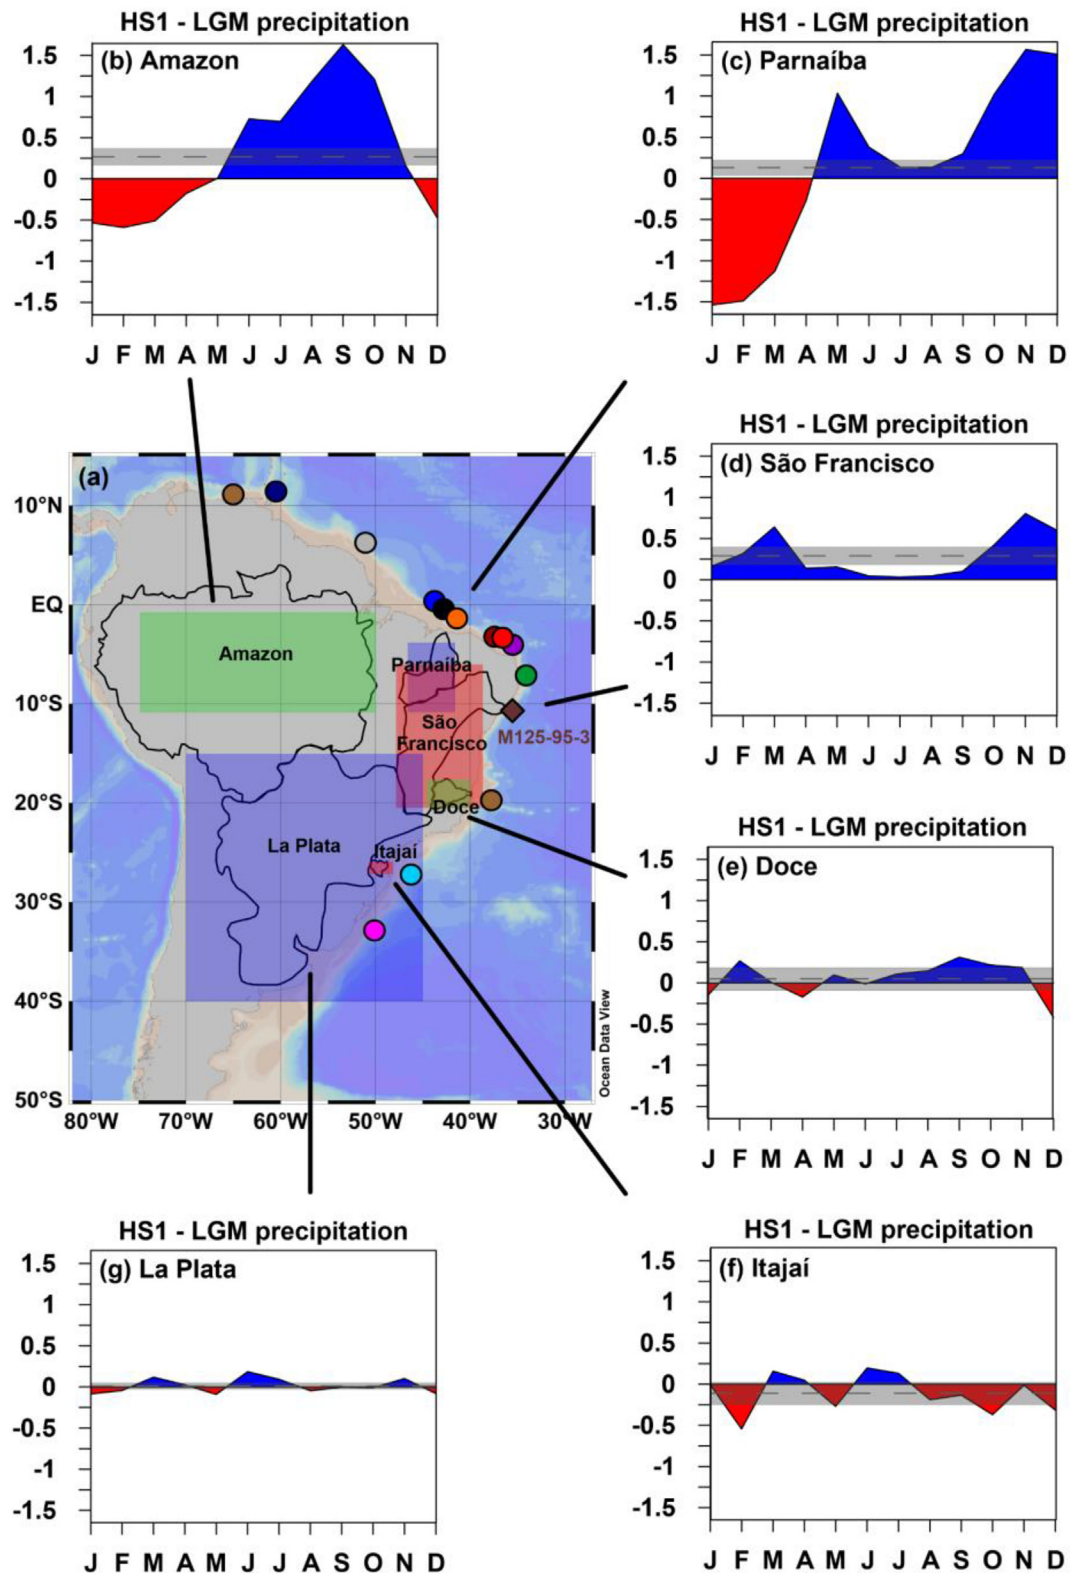 HS1 - LGM precipitation
(b) Amazon
1.5
1
0.5
0
-0.5
-1
-1.5
J F M A M J J A S O N D
HS1 - LGM precipitation
(c) Parnaíba
1.5
1
0.5
0
-0.5
-1
-1.5
J F M A M J J A S O N D
HS1 - LGM precipitation
(d) São Francisco
1.5
1
0.5
0
-0.5
-1
-1.5
J F M A M J J A S O N D
(a)
10°N
EQ
10°S
20°S
30°S
40°S
50°S
80°W 70°W 60°W 50°W 40°W 30°W
Amazon
Parnaíba
São
Francisco
M125-95-3
Doce
La Plata
Itajaí
Ocean Data View
HS1 - LGM precipitation
(e) Doce
1.5
1
0.5
0
-0.5
-1
-1.5
J F M A M J J A S O N D
HS1 - LGM precipitation
(g) La Plata
1.5
1
0.5
0
-0.5
-1
-1.5
J F M A M J J A S O N D
HS1 - LGM precipitation
(f) Itajaí
1.5
1
0.5
0
-0.5
-1
-1.5
J F M A M J J A S O N D